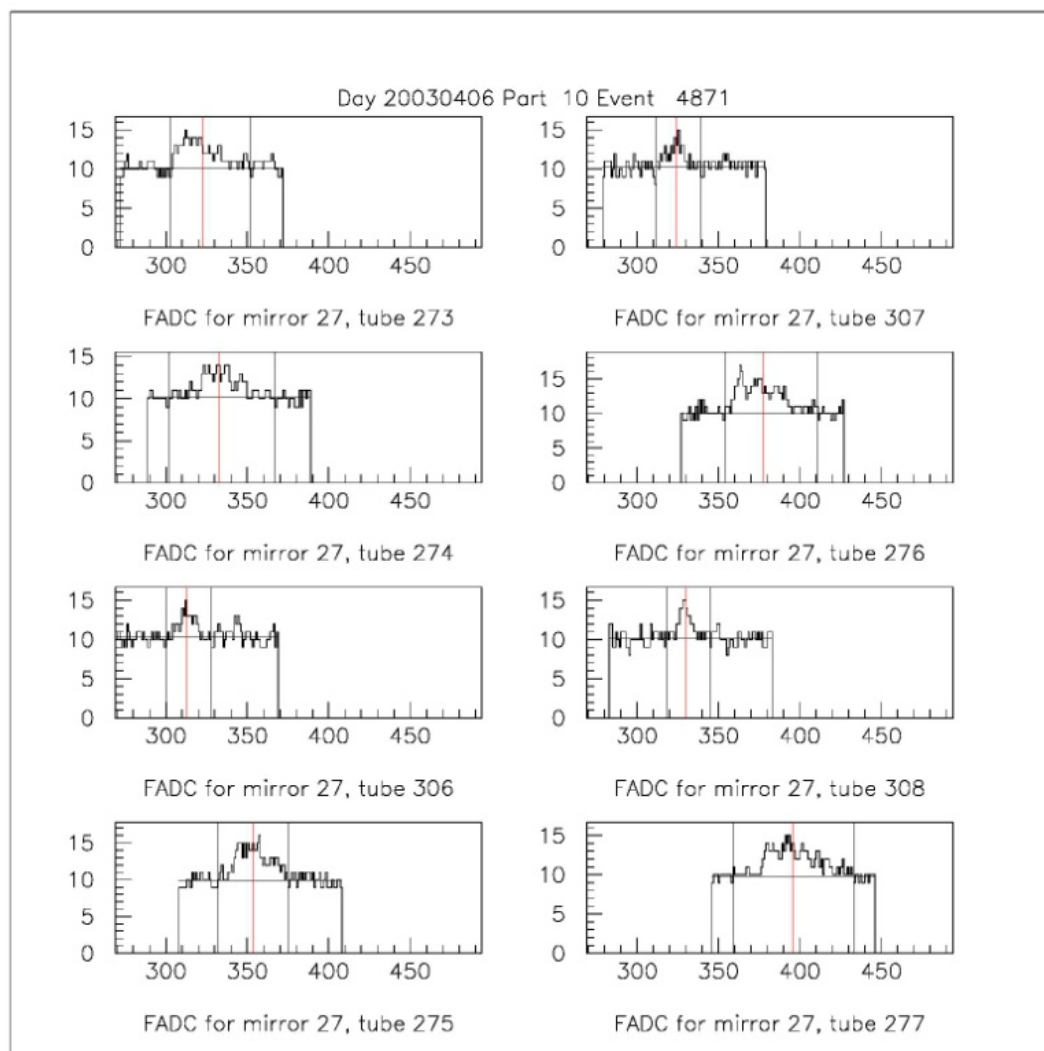 Day 20030406 Part 10 Event 4871
15
10
5
0
300 350 400 450
FADC for mirror 27, tube 273
15
10
5
0
300 350 400 450
FADC for mirror 27, tube 307
15
10
5
0
300 350 400 450
FADC for mirror 27, tube 274
15
10
5
0
300 350 400 450
FADC for mirror 27, tube 276
15
10
5
0
300 350 400 450
FADC for mirror 27, tube 306
15
10
5
0
300 350 400 450
FADC for mirror 27, tube 308
15
10
5
0
300 350 400 450
FADC for mirror 27, tube 275
15
10
5
0
300 350 400 450
FADC for mirror 27, tube 277